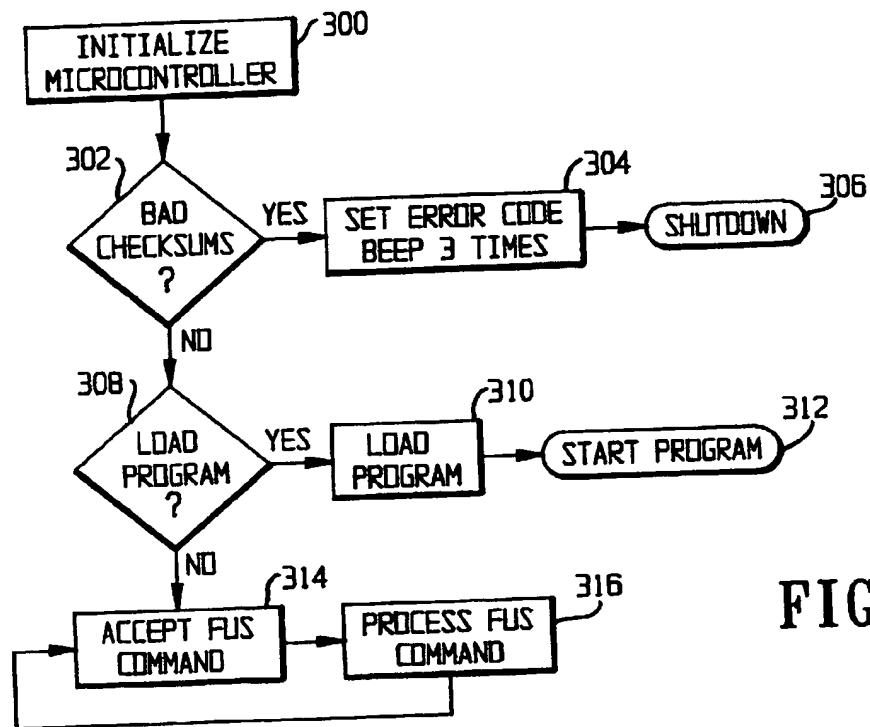 INITIALIZE
MICROCONTROLLER
300
302
BAD
CHECKSUMS
?
YES
304
SET ERROR CODE
BEEP 3 TIMES
306
SHUTDOWN
NO
308
LOAD
PROGRAM
?
YES
310
LOAD
PROGRAM
312
START PROGRAM
NO
314
ACCEPT FUS
COMMAND
316
PROCESS FUS
COMMAND
FIG